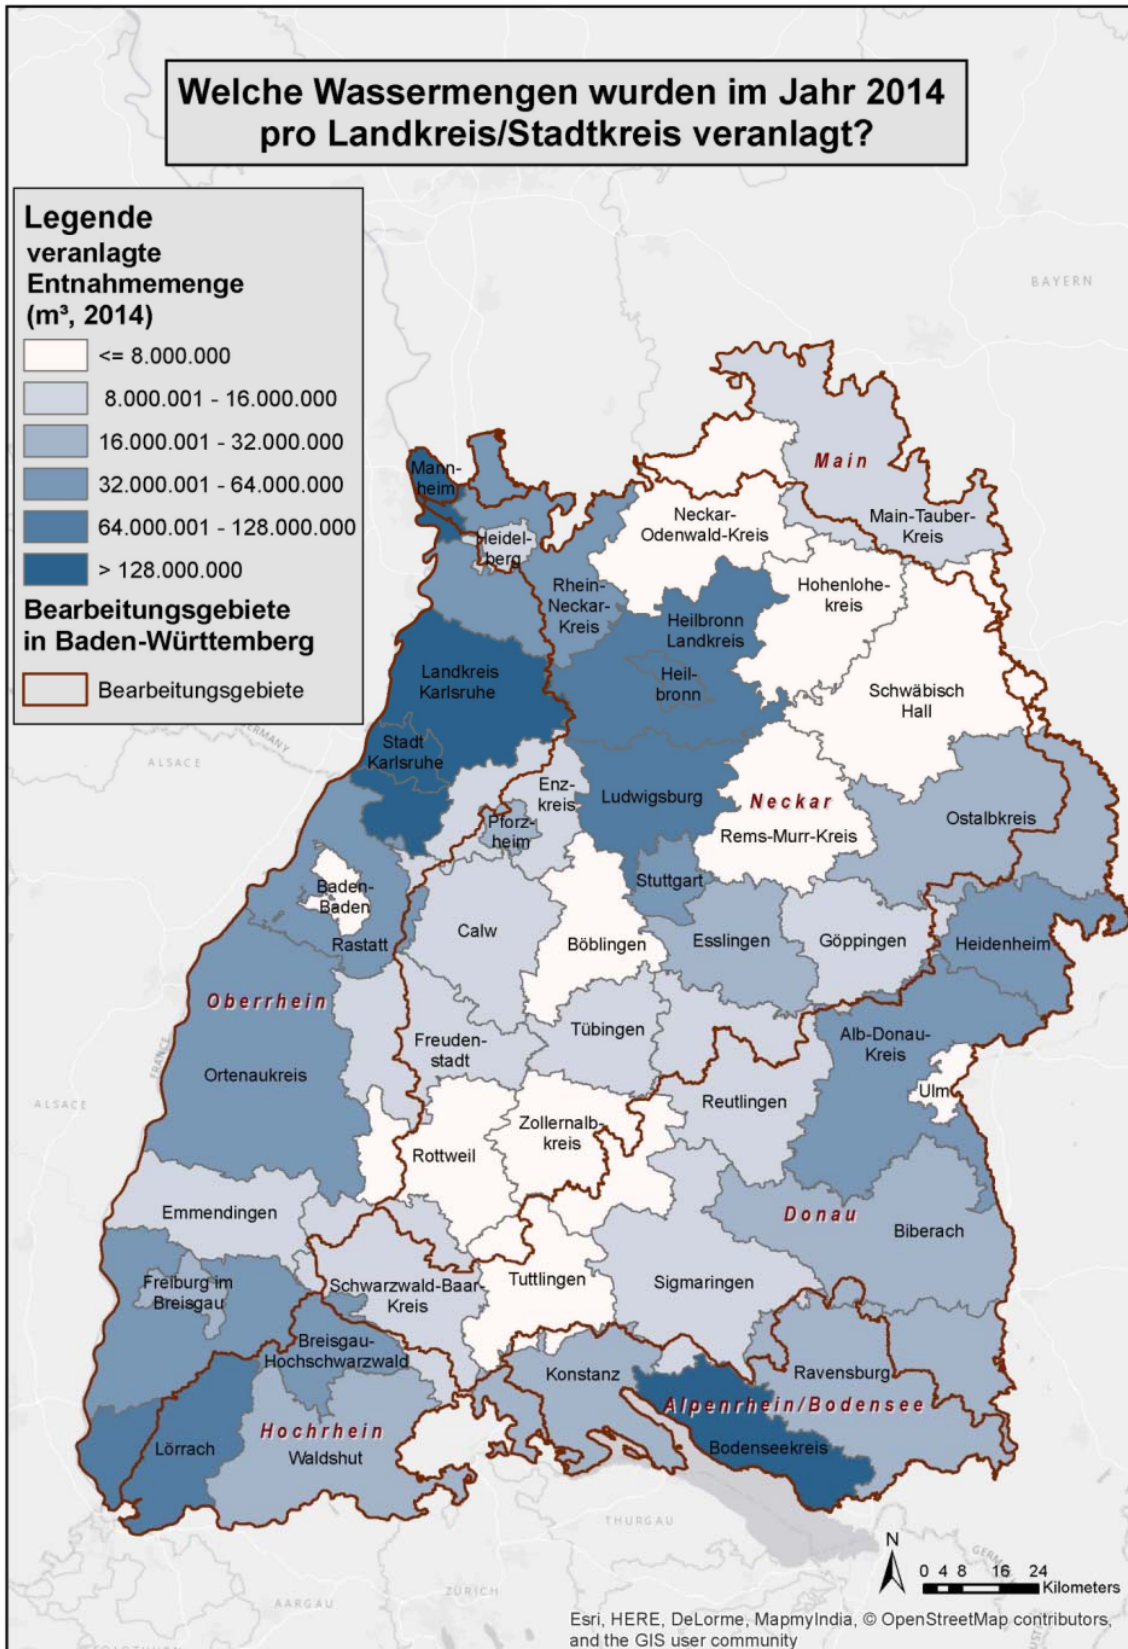 Welche Wassermengen wurden im Jahr 2014
pro Landkreis/Stadtkreis veranlagt?
Legende
veranlagte
Entnahmemenge
(m³, 2014)
<= 8.000.000
8.000.001 - 16.000.000
16.000.001 - 32.000.000
32.000.001 - 64.000.000
64.000.001 - 128.000.000
> 128.000.000
Bearbeitungsgebiete
in Baden-Württemberg
Bearbeitungsgebiete
BAYERN
Main
Mann-
heim
Neckar-
Odenwald-Kreis
Main-Tauber-
Kreis
Heidel-
berg
Rhein-
Neckar-
Kreis
Hohenlohe-
kreis
Heilbronn
Landkreis
Heil-
bronn
Landkreis
Karlsruhe
Schwäbisch
Hall
Stadt
Karlsruhe
GERMANY
ALSACE
Enz-
kreis
Ludwigsburg
Neckar
Ostalbkreis
Pforz-
heim
Rems-Murr-Kreis
Stuttgart
Baden-
Baden
Rastatt
Calw
Böblingen
Esslingen
Göppingen
Heidenheim
Oberrhein
Freuden-
stadt
Tübingen
Alb-Donau-
Kreis
FRANCE
Ortenaukreis
ALSACE
Reutlingen
Ulm
Zollernalb-
kreis
Rottweil
Emmendingen
Donau
Biberach
Freiburg im
Breisgau
Schwarzwald-Baar-
Kreis
Tuttlingen
Sigmaringen
Breisgau-
Hochschwarzwald
Konstanz
Ravensburg
Alpenrhein/Bodensee
Hochrhein
Lörrach
Waldshut
Bodenseekreis
THURGAU
N
0 4 8 16 24
Kilometers
ZÜRICH
AARGAU
Esri, HERE, DeLorme, MapmyIndia, © OpenStreetMap contributors,
and the GIS user community